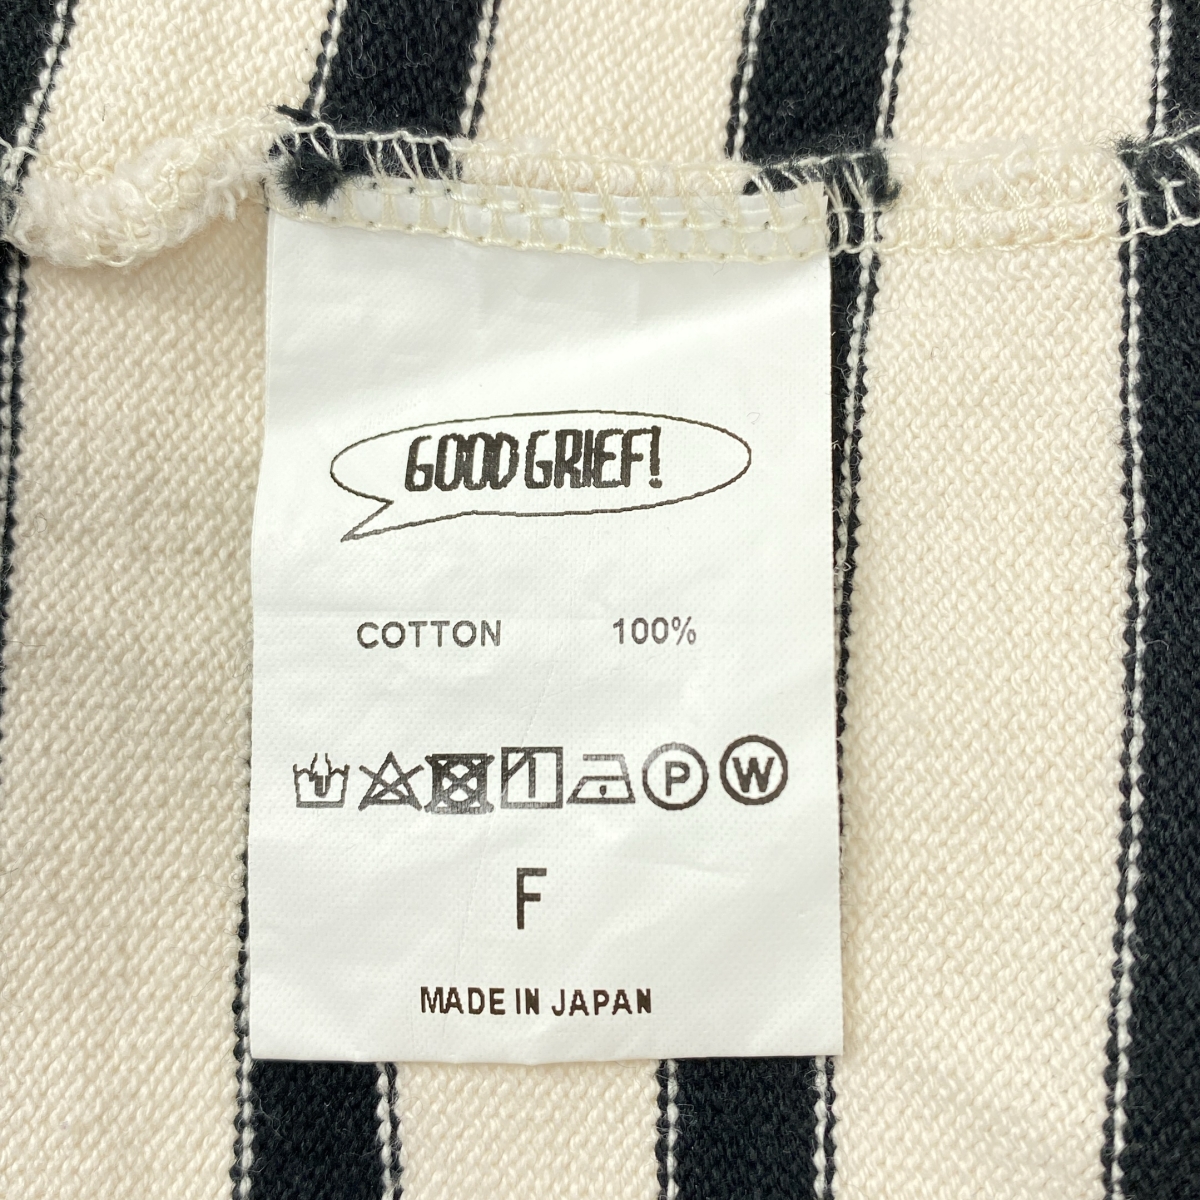 GOOD GRIEF!
COTTON 100%
P W
F
MADE IN JAPAN